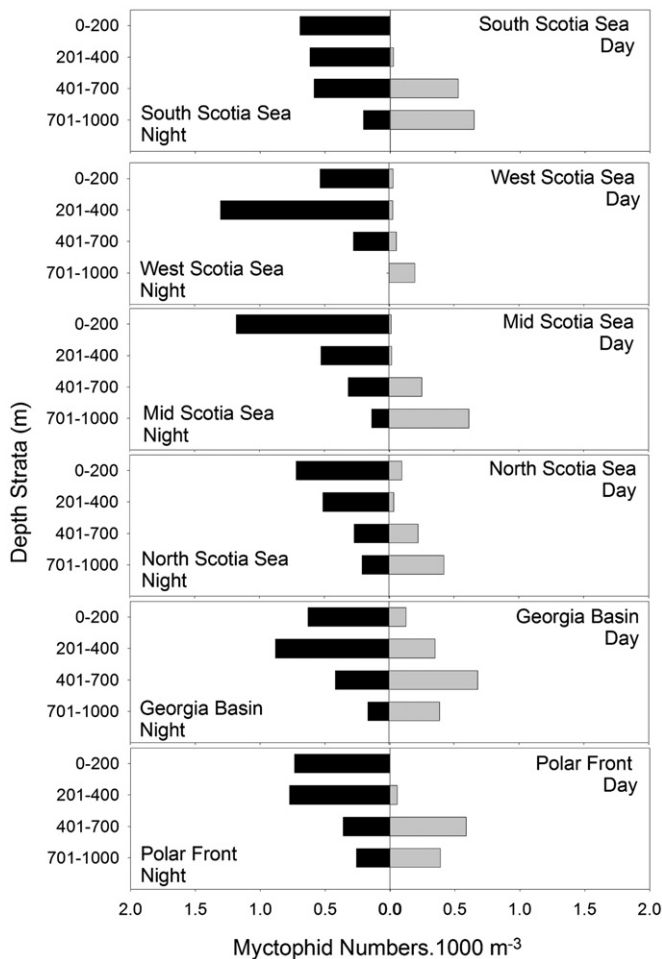 0-200
South Scotia Sea
Day
201-400
401-700
701-1000
South Scotia Sea
Night
0-200
West Scotia Sea
Day
201-400
401-700
701-1000
West Scotia Sea
Night
0-200
Mid Scotia Sea
Day
201-400
401-700
701-1000
Mid Scotia Sea
Night
0-200
North Scotia Sea
Day
201-400
401-700
701-1000
North Scotia Sea
Night
0-200
Georgia Basin
Day
201-400
401-700
701-1000
Georgia Basin
Night
0-200
Polar Front
Day
201-400
401-700
701-1000
Polar Front
Night
Depth Strata (m)
2.0 1.5 1.0 0.5 0.0.0 0.5 1.0 1.5 2.0
Myctophid Numbers.1000 m⁻³